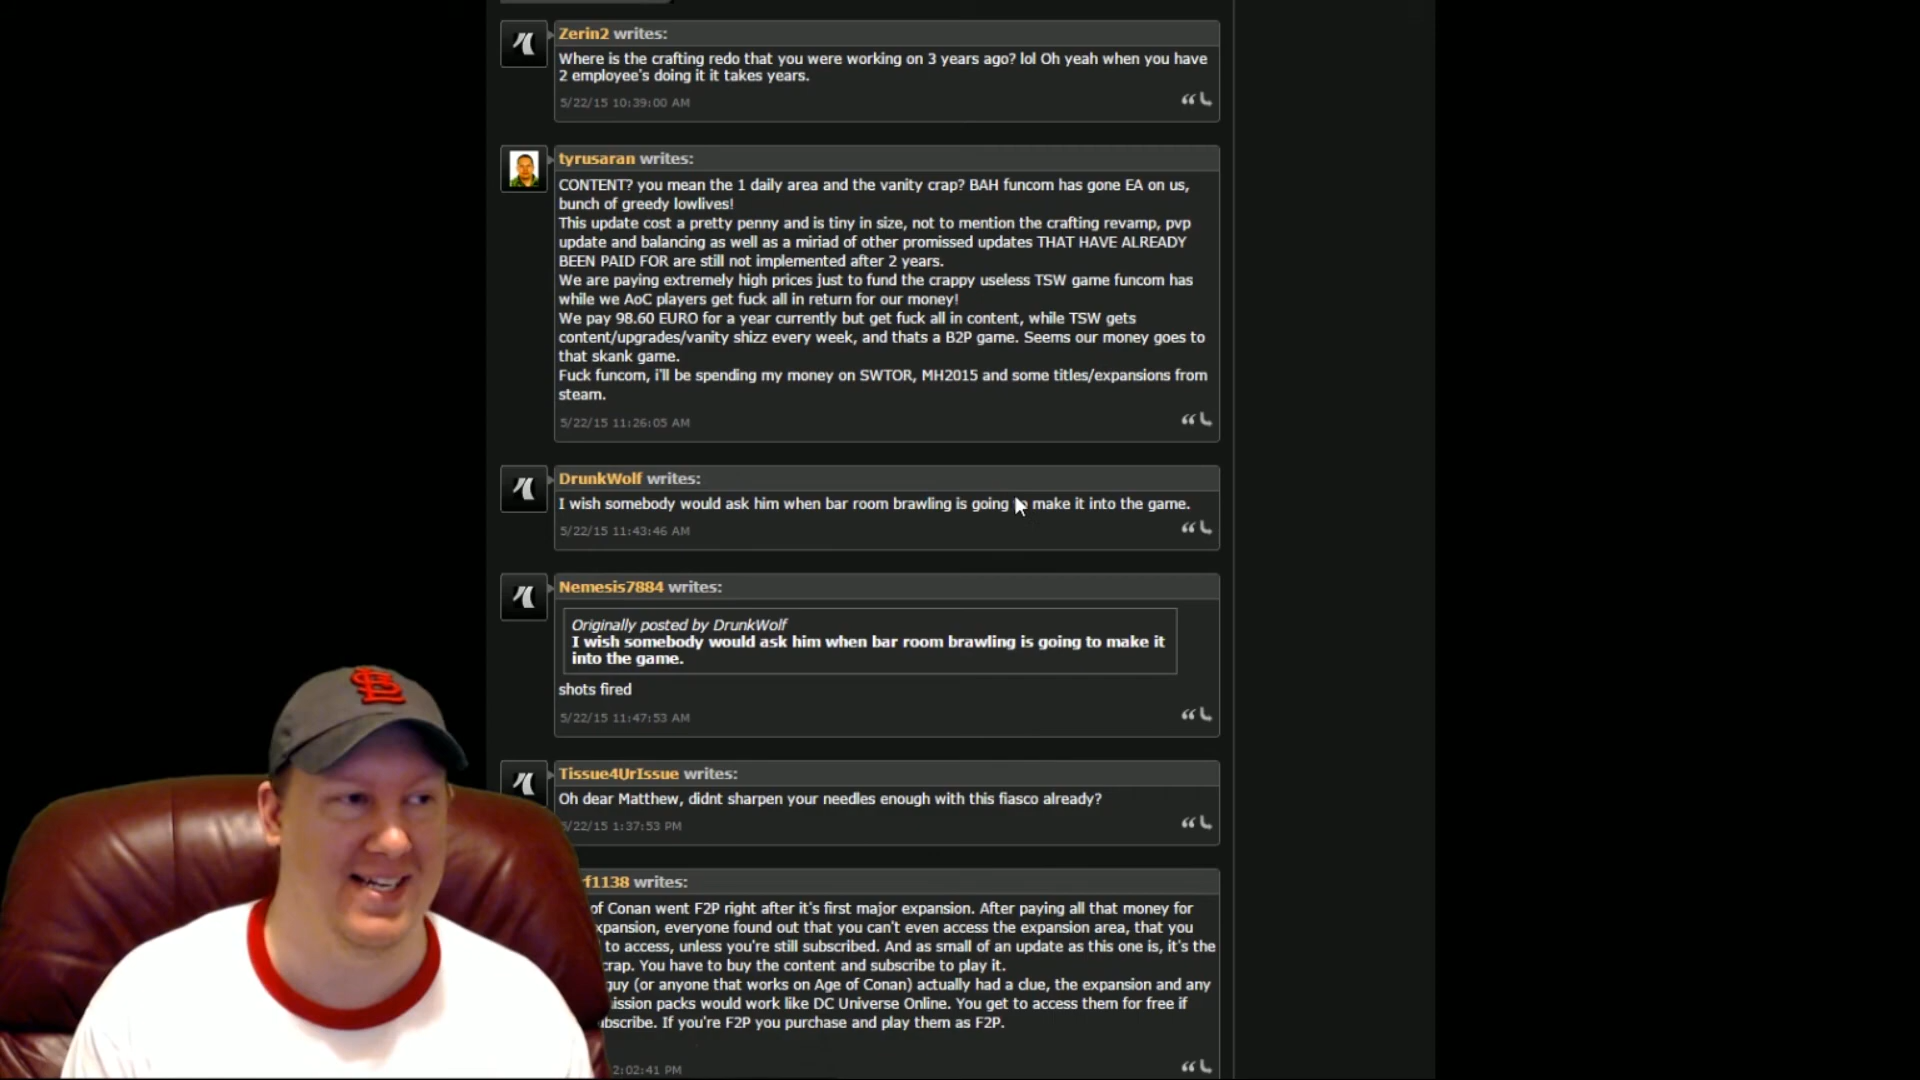 Zerin2 writes:
Where is the crafting redo that you were working on 3 years ago? lol Oh yeah when you have
2 employee's doing it it takes years.
5/22/15 10:39:00 AM
tyrusaran writes:
CONTENT? you mean the 1 daily area and the vanity crap? BAH funcom has gone EA on us,
bunch of greedy lowlives!
This update cost a pretty penny and is tiny in size, not to mention the crafting revamp, pvp
update and balancing as well as a miriad of other promissed updates THAT HAVE ALREADY
BEEN PAID FOR are still not implemented after 2 years.
We are paying extremely high prices just to fund the crappy useless TSW game funcom has
while we AoC players get fuck all in return for our money!
We pay 98.60 EURO for a year currently but get fuck all in content, while TSW gets
content/upgrades/vanity shizz every week, and thats a B2P game. Seems our money goes to
that skank game.
Fuck funcom, i'll be spending my money on SWTOR, MH2015 and some titles/expansions from
steam.
5/22/15 11:26:05 AM
DrunkWolf writes:
I wish somebody would ask him when bar room brawling is going to make it into the game.
5/22/15 11:43:46 AM
Nemesis7884 writes:
Originally posted by DrunkWolf
I wish somebody would ask him when bar room brawling is going to make it
into the game.
shots fired
5/22/15 11:47:53 AM
Tissue4UrIssue writes:
Oh dear Matthew, didnt sharpen your needles enough with this fiasco already?
5/22/15 1:37:53 PM
f1138 writes:
of Conan went F2P right after it's first major expansion. After paying all that money for
xpansion, everyone found out that you can't even access the expansion area, that you
to access, unless you're still subscribed. And as small of an update as this one is, it's the
crap. You have to buy the content and subscribe to play it.
guy (or anyone that works on Age of Conan) actually had a clue, the expansion and any
ission packs would work like DC Universe Online. You get to access them for free if
bscribe. If you're F2P you purchase and play them as F2P.
2:02:41 PM
STL